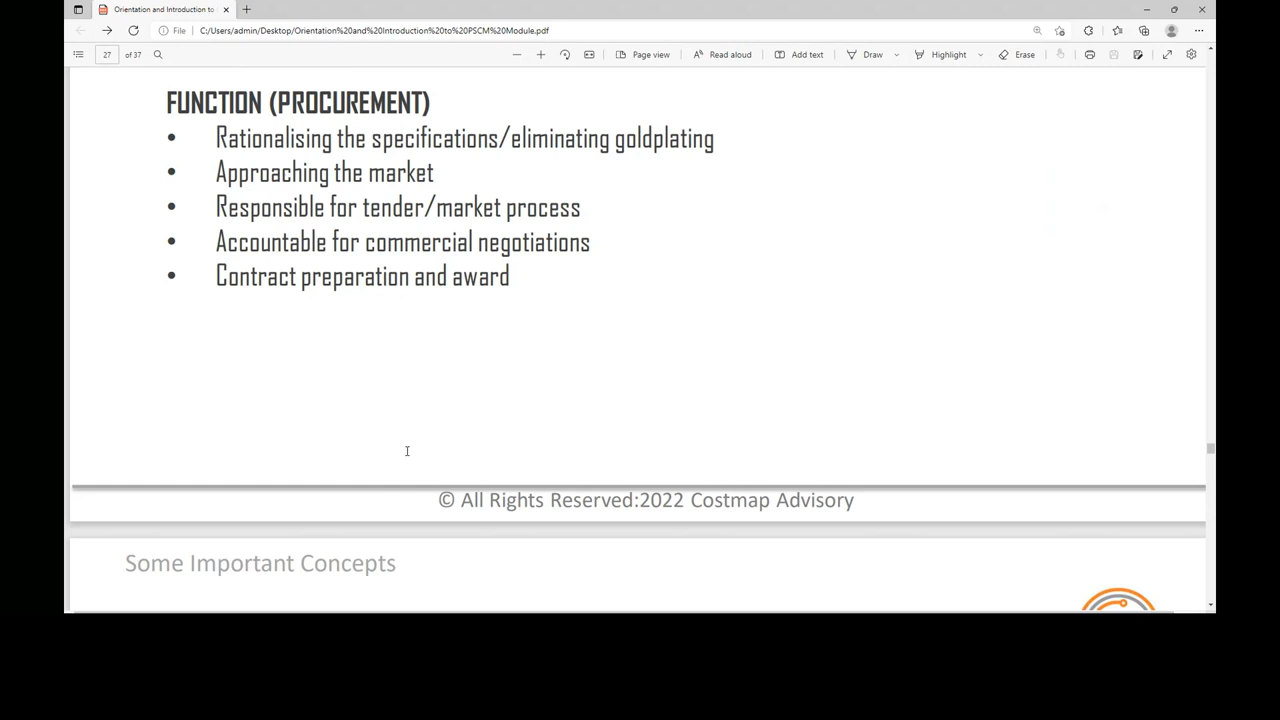 Orientation and Introduction to
File
C:/Users/admin/Desktop/Orientation%20and%20Introduction%20to%20PSCM%20Module.pdf
27 of 37
Page view
Read aloud
Add text
Draw
Highlight
Erase
FUNCTION (PROCUREMENT)
• Rationalising the specifications/eliminating goldplating
• Approaching the market
• Responsible for tender/market process
• Accountable for commercial negotiations
• Contract preparation and award
© All Rights Reserved:2022 Costmap Advisory
Some Important Concepts